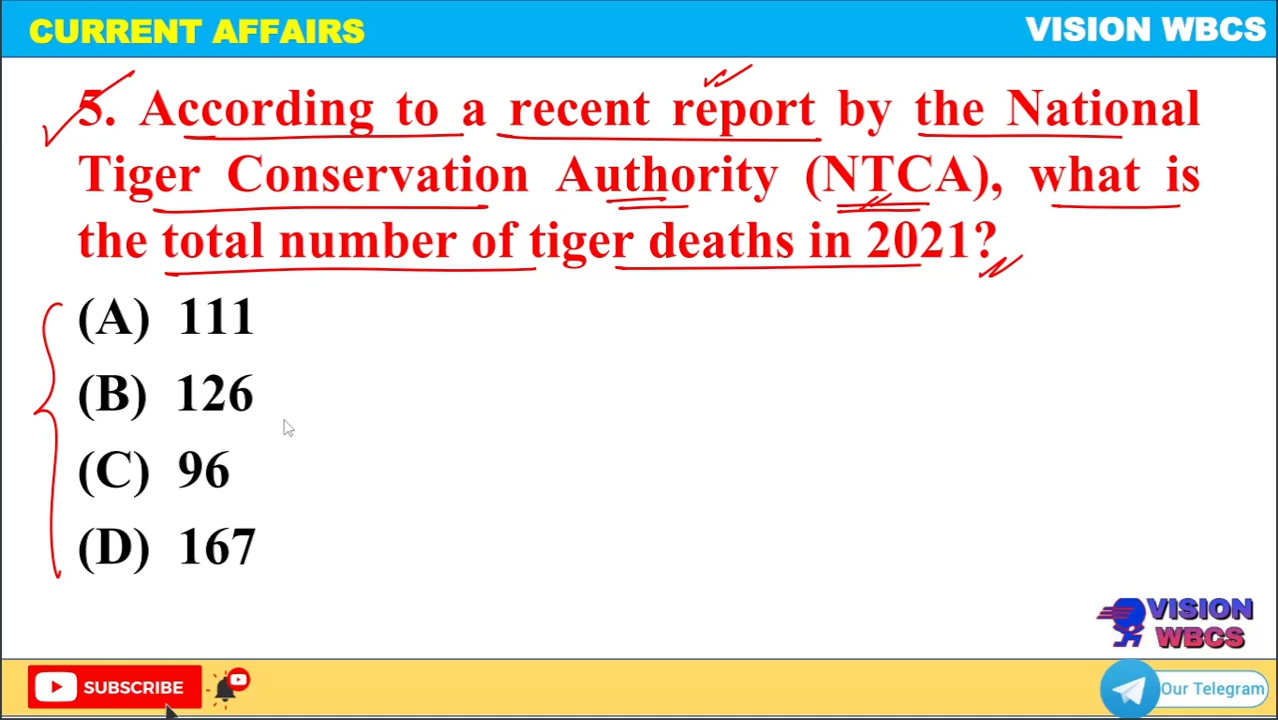 CURRENT AFFAIRS
VISION WBCS
5. According to a recent report by the National
Tiger Conservation Authority (NTCA), what is
the total number of tiger deaths in 2021?
(A) 111
(B) 126
(C) 96
(D) 167
VISION
WBCS
SUBSCRIBE
Our Telegram